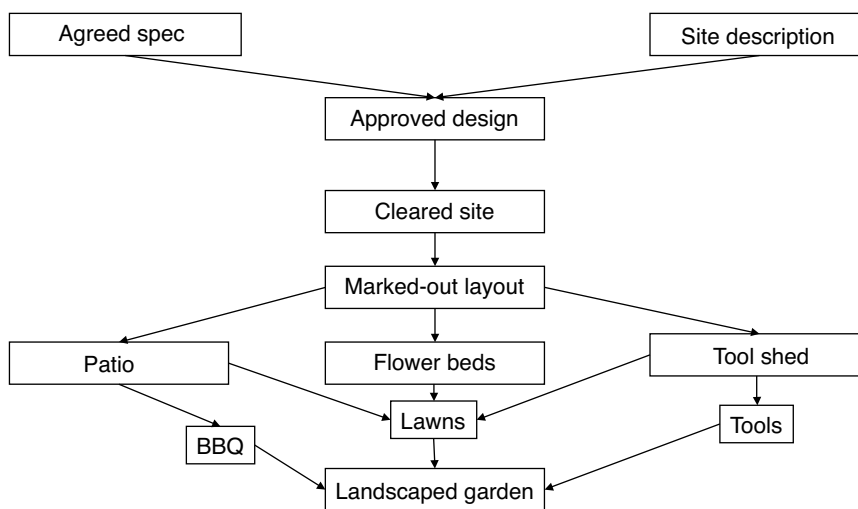 Agreed spec
Site description
Approved design
Cleared site
Marked-out layout
Patio
Flower beds
Tool shed
Lawns
Tools
BBQ
Landscaped garden